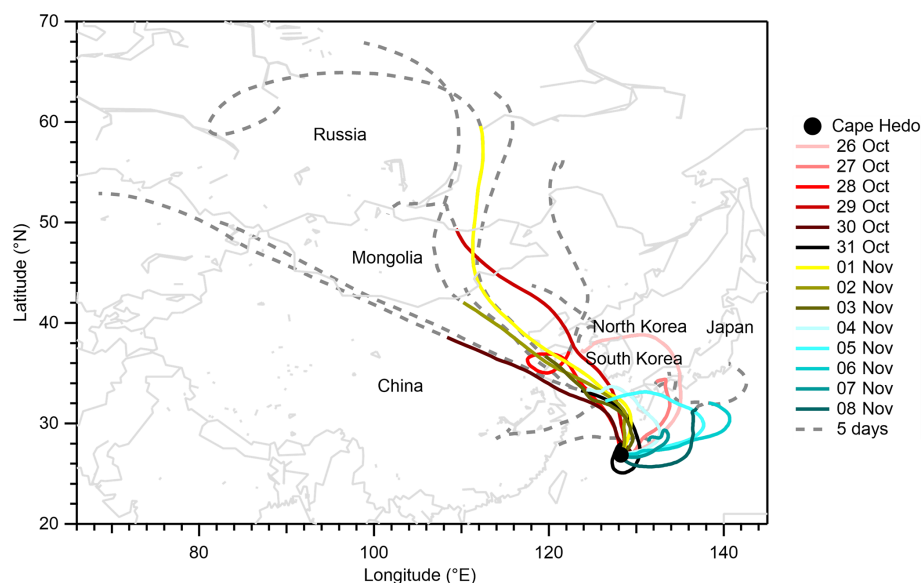 70
60
50
40
30
20
Latitude (°N)
80
100
120
140
Longitude (°E)
Russia
Mongolia
China
North Korea
South Korea
Japan
Cape Hedo
26 Oct
27 Oct
28 Oct
29 Oct
30 Oct
31 Oct
01 Nov
02 Nov
03 Nov
04 Nov
05 Nov
06 Nov
07 Nov
08 Nov
5 days